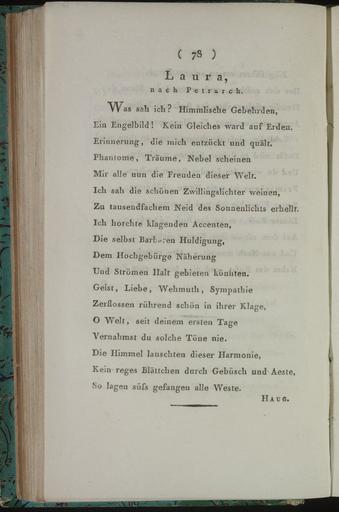 ( 78 )
Laura,
nach Petrarch.
Was sah ich? Himmlische Gebehrden,
Ein Engelbild! Kein Gleiches ward auf Erden.
Erinnerung, die mich entzückt und quält.
Phantome, Träume, Nebel scheinen
Mir alle nun die Freuden dieser Welt.
Ich sah die schönen Zwillingslichter weinen,
Zu tausendfachem Neid des Sonnenlichts erhellt.
Ich horchte klagenden Accenten,
Die selbst Barbaren Huldigung,
Dem Hochgebürge Näherung
Und Strömen Halt gebieten könnten.
Geist, Liebe, Wehmuth, Sympathie
Zerflossen rührend schön in ihrer Klage.
O Welt, seit deinem ersten Tage
Vernahmst du solche Töne nie.
Die Himmel lauschten dieser Harmonie,
Kein reges Blättchen durch Gebüsch und Aeste,
So lagen süfs gefangen alle Weste.
Haug.